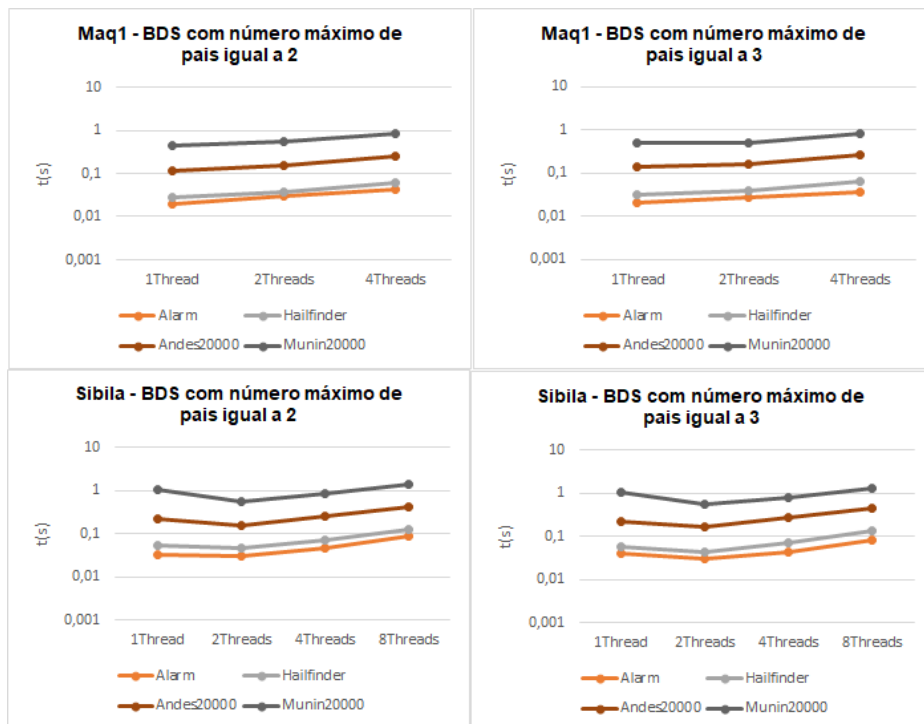 Maq1 - BDS com número máximo de
pais igual a 2
10
1
0,1
0,01
0,001
t(s)
1Thread 2Threads 4Threads
Alarm Hailfinder
Andes20000 Munin20000
Maq1 - BDS com número máximo de
pais igual a 3
10
1
0,1
0,01
0,001
t(s)
1Thread 2Threads 4Threads
Alarm Hailfinder
Andes20000 Munin20000
Sibila - BDS com número máximo de
pais igual a 2
10
1
0,1
0,01
0,001
t(s)
1Thread 2Threads 4Threads 8Threads
Alarm Hailfinder
Andes20000 Munin20000
Sibila - BDS com número máximo de
pais igual a 3
10
1
0,1
0,01
0,001
t(s)
1Thread 2Threads 4Threads 8Threads
Alarm Hailfinder
Andes20000 Munin20000